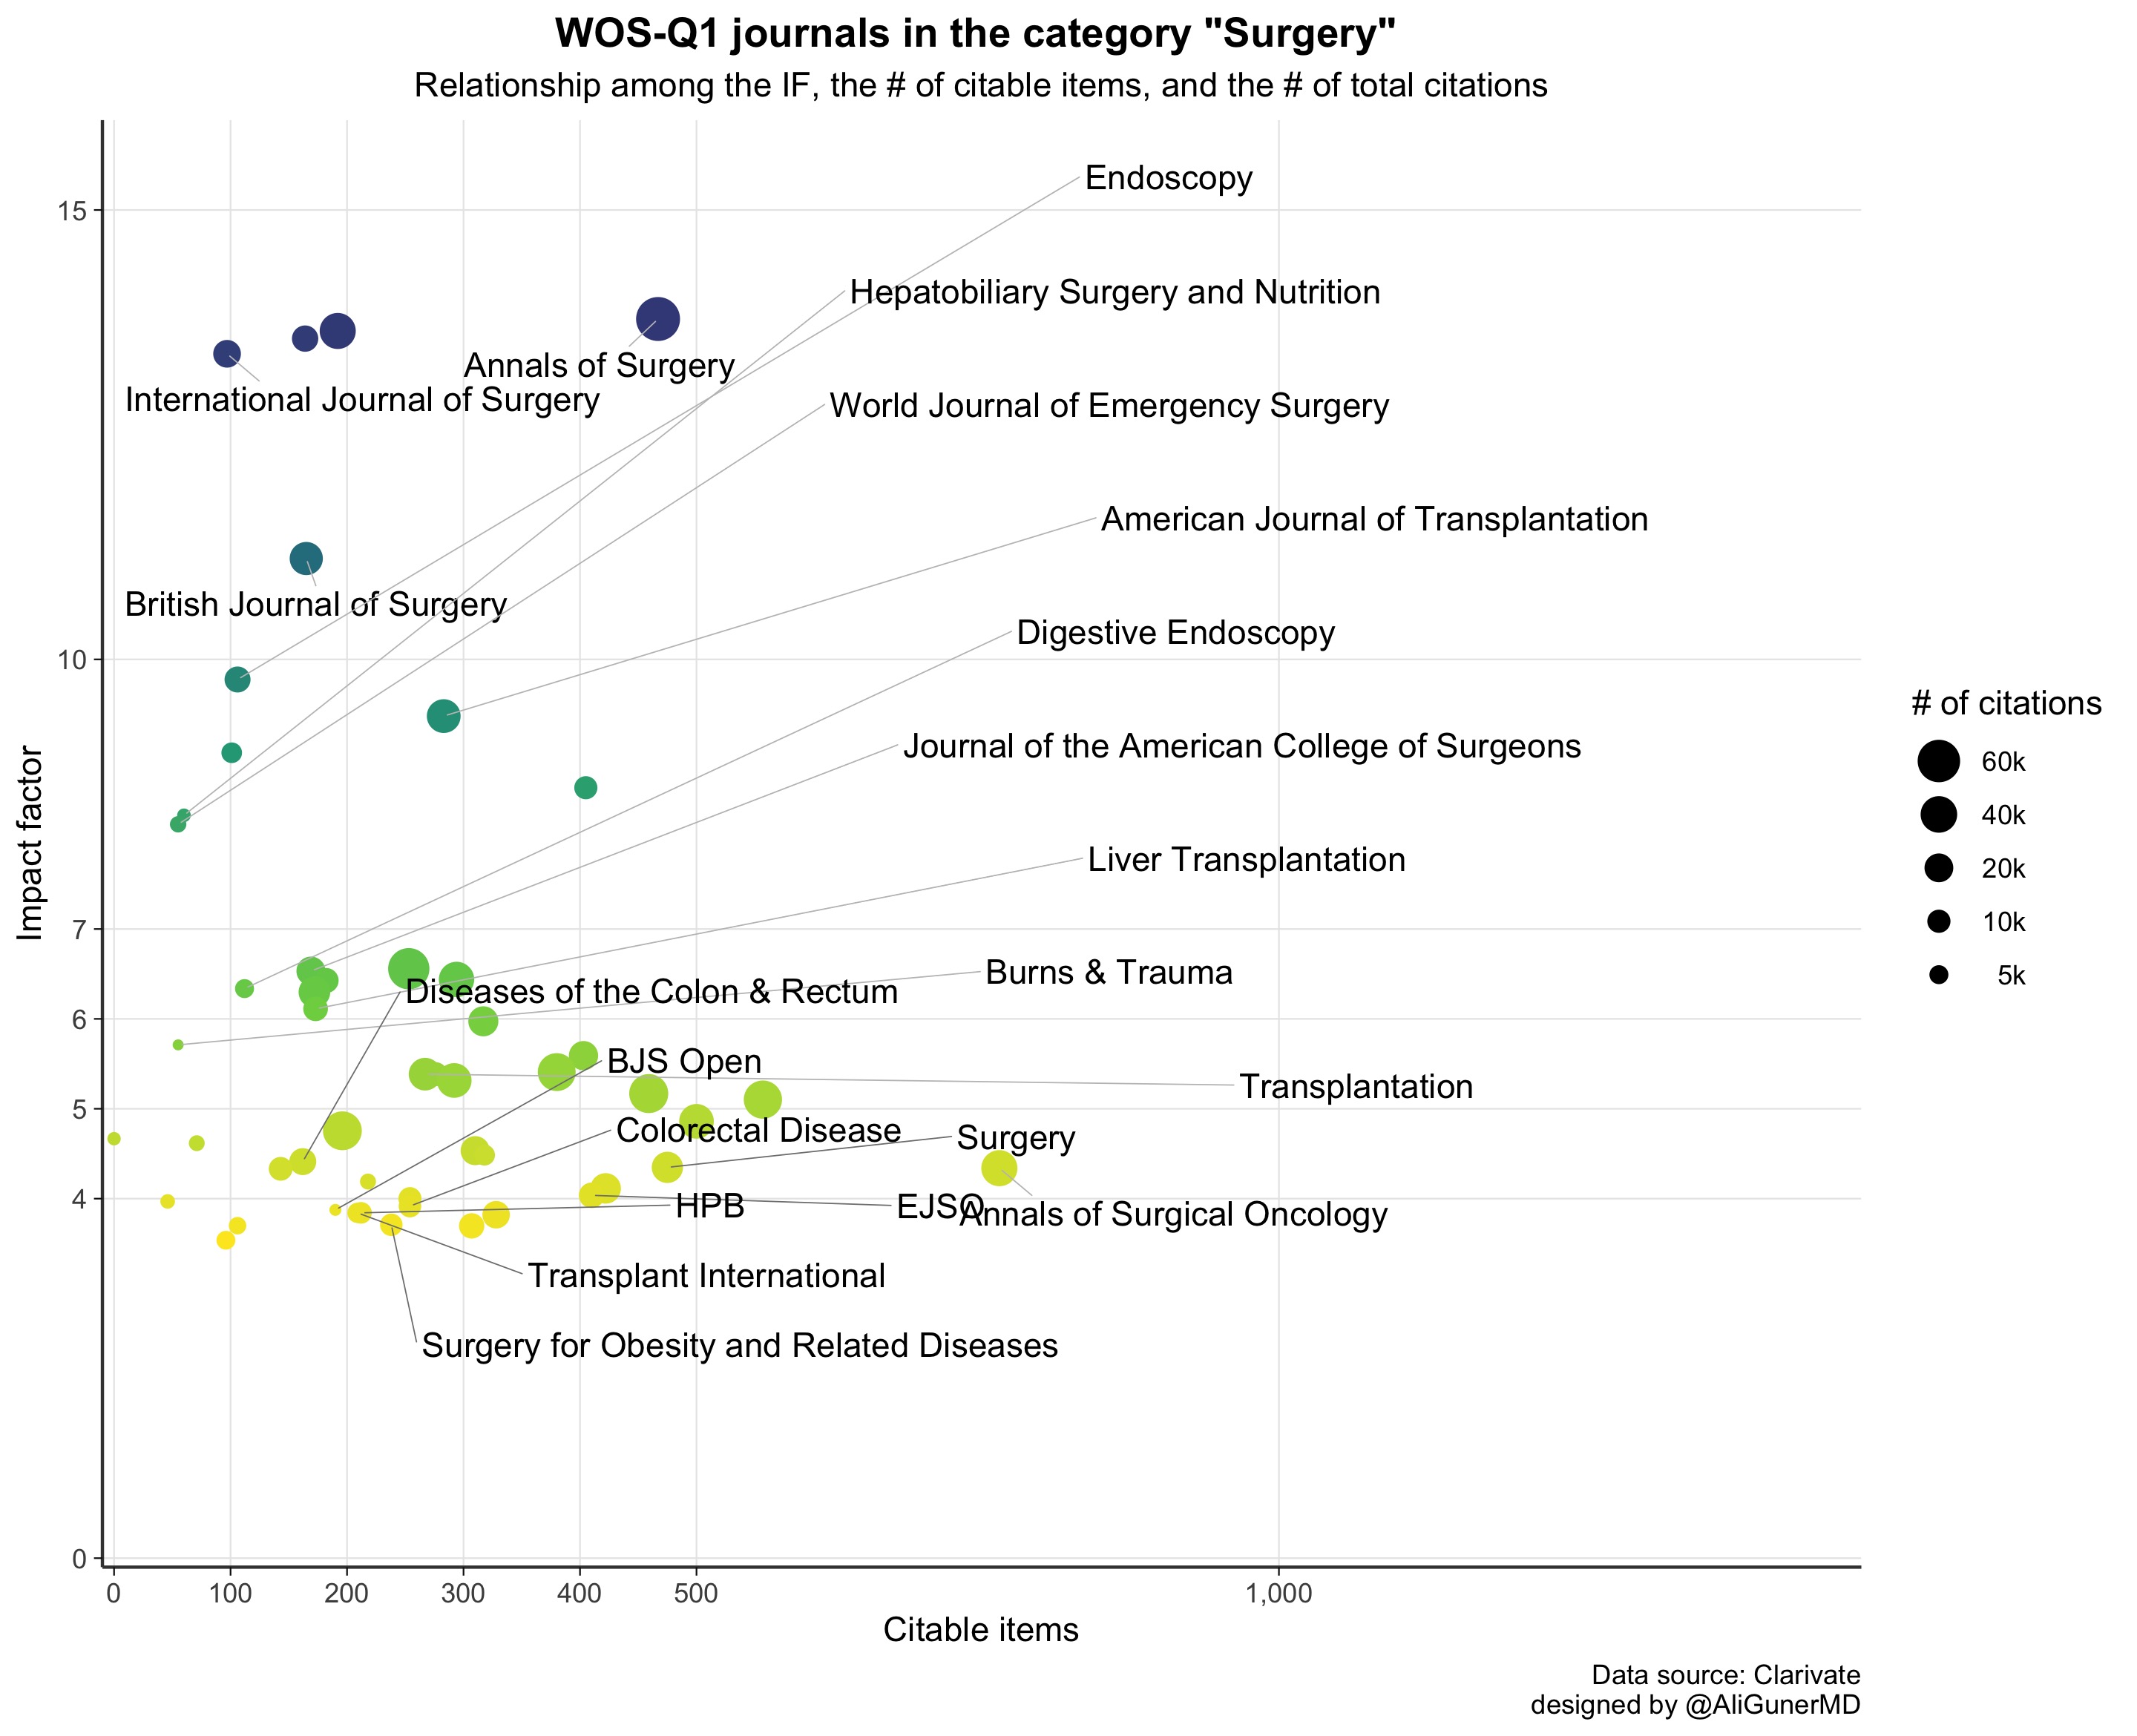 WOS-Q1 journals in the category "Surgery"
Relationship among the IF, the # of citable items, and the # of total citations
Endoscopy
15
Hepatobiliary Surgery and Nutrition
Annals of Surgery
International Journal of Surgery
World Journal of Emergency Surgery
American Journal of Transplantation
British Journal of Surgery
Digestive Endoscopy
10
# of citations
Journal of the American College of Surgeons
60k
40k
Impact factor
Liver Transplantation
20k
7
10k
Burns & Trauma
5k
Diseases of the Colon & Rectum
6
BJS Open
Transplantation
5
Colorectal Disease
Surgery
4
HPB
EJSO
Annals of Surgical Oncology
Transplant International
Surgery for Obesity and Related Diseases
0
0 100 200 300 400 500 1,000
Citable items
Data source: Clarivate
designed by @AliGunerMD